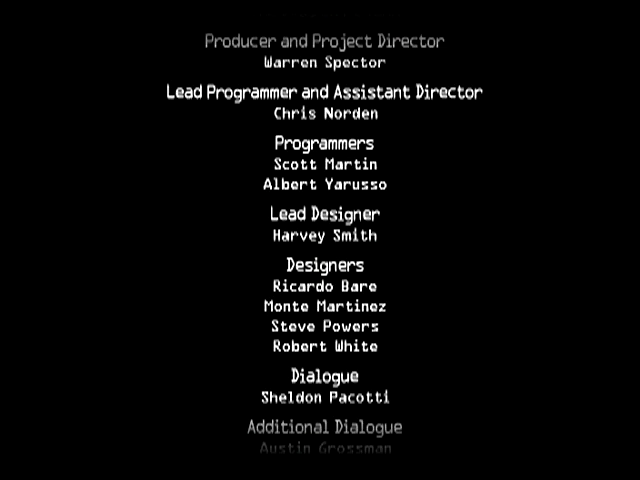 Producer and Project Director
Warren Spector
Lead Programmer and Assistant Director
Chris Norden
Programmers
Scott Martin
Albert Yarusso
Lead Designer
Harvey Smith
Designers
Ricardo Bare
Monte Martinez
Steve Powers
Robert White
Dialogue
Sheldon Pacotti
Additional Dialogue
Austin Grossman